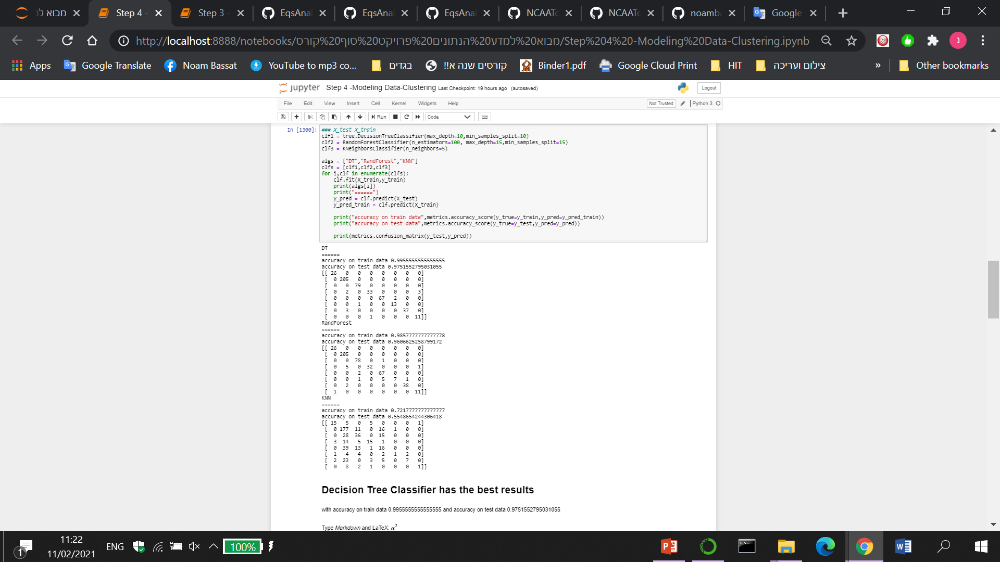 מבוא לכ
Step 4 -
Step 3 -
EqsAnal
EqsAnal
EqsAnal
NCAATo
NCAATo
noamba
Google
http://localhost:8888/notebooks/מבוא%20למדע%20הנתונים%20פרויקט%20סוף%20קורס/Step%204%20-Modeling%20Data-Clustering.ipynb
נ
Apps
Google Translate
Noam Bassat
YouTube to mp3 co...
בגדים
קורסים שנה א!!
Binder1.pdf
Google Cloud Print
HIT
צילום ועריכה
»
Other bookmarks
jupyter Step 4 -Modeling Data-Clustering Last Checkpoint: 19 hours ago (autosaved)
Logout
File Edit View Insert Cell Kernel Widgets Help
Not Trusted
Python 3
Run
Code
In [1300]:
### X_test X_train
clf1 = tree.DecisionTreeClassifier(max_depth=10,min_samples_split=10)
clf2 = RandomForestClassifier(n_estimators=100, max_depth=15,min_samples_split=15)
clf3 = KNeighborsClassifier(n_neighbors=5)
algs = ["DT","RandForest","KNN"]
clfs = [clf1,clf2,clf3]
for i,clf in enumerate(clfs):
    clf.fit(X_train,y_train)
    print(algs[i])
    print("======")
    y_pred = clf.predict(X_test)
    y_pred_train = clf.predict(X_train)
    print("accuracy on train data",metrics.accuracy_score(y_true=y_train,y_pred=y_pred_train))
    print("accuracy on test data",metrics.accuracy_score(y_true=y_test,y_pred=y_pred))
    print(metrics.confusion_matrix(y_test,y_pred))
DT
======
accuracy on train data 0.9955555555555555
accuracy on test data 0.9751552795031055
[[ 26   0   0   0   0   0   0   0]
 [  0 205   0   0   0   0   0   0]
 [  0   0  79   0   0   0   0   0]
 [  0   2   0  33   0   0   0   3]
 [  0   0   0   0  67   2   0   0]
 [  0   0   1   0   0  13   0   0]
 [  0   3   0   0   0   0  37   0]
 [  0   0   0   1   0   0   0  11]]
RandForest
======
accuracy on train data 0.9857777777777778
accuracy on test data 0.9606625258799172
[[ 26   0   0   0   0   0   0   0]
 [  0 205   0   0   0   0   0   0]
 [  0   0  78   0   1   0   0   0]
 [  0   5   0  32   0   0   0   1]
 [  0   0   2   0  67   0   0   0]
 [  0   0   1   0   5   7   1   0]
 [  0   2   0   0   0   0  38   0]
 [  1   0   0   0   0   0   0  11]]
KNN
======
accuracy on train data 0.7217777777777777
accuracy on test data 0.5548654244306418
[[ 15   5   0   5   0   0   0   1]
 [  0 177  11   0  16   1   0   0]
 [  0  28  36   0  15   0   0   0]
 [  3  14   5  15   1   0   0   0]
 [  0  39  13   1  16   0   0   0]
 [  1   4   4   0   2   1   2   0]
 [  2  23   0   3   5   0   7   0]
 [  0   8   2   1   0   0   0   1]]
Decision Tree Classifier has the best results
with accuracy on train data 0.9955555555555555 and accuracy on test data 0.9751552795031055
Type Markdown and LaTeX: α²
1
11:22
11/02/2021
ENG
100%